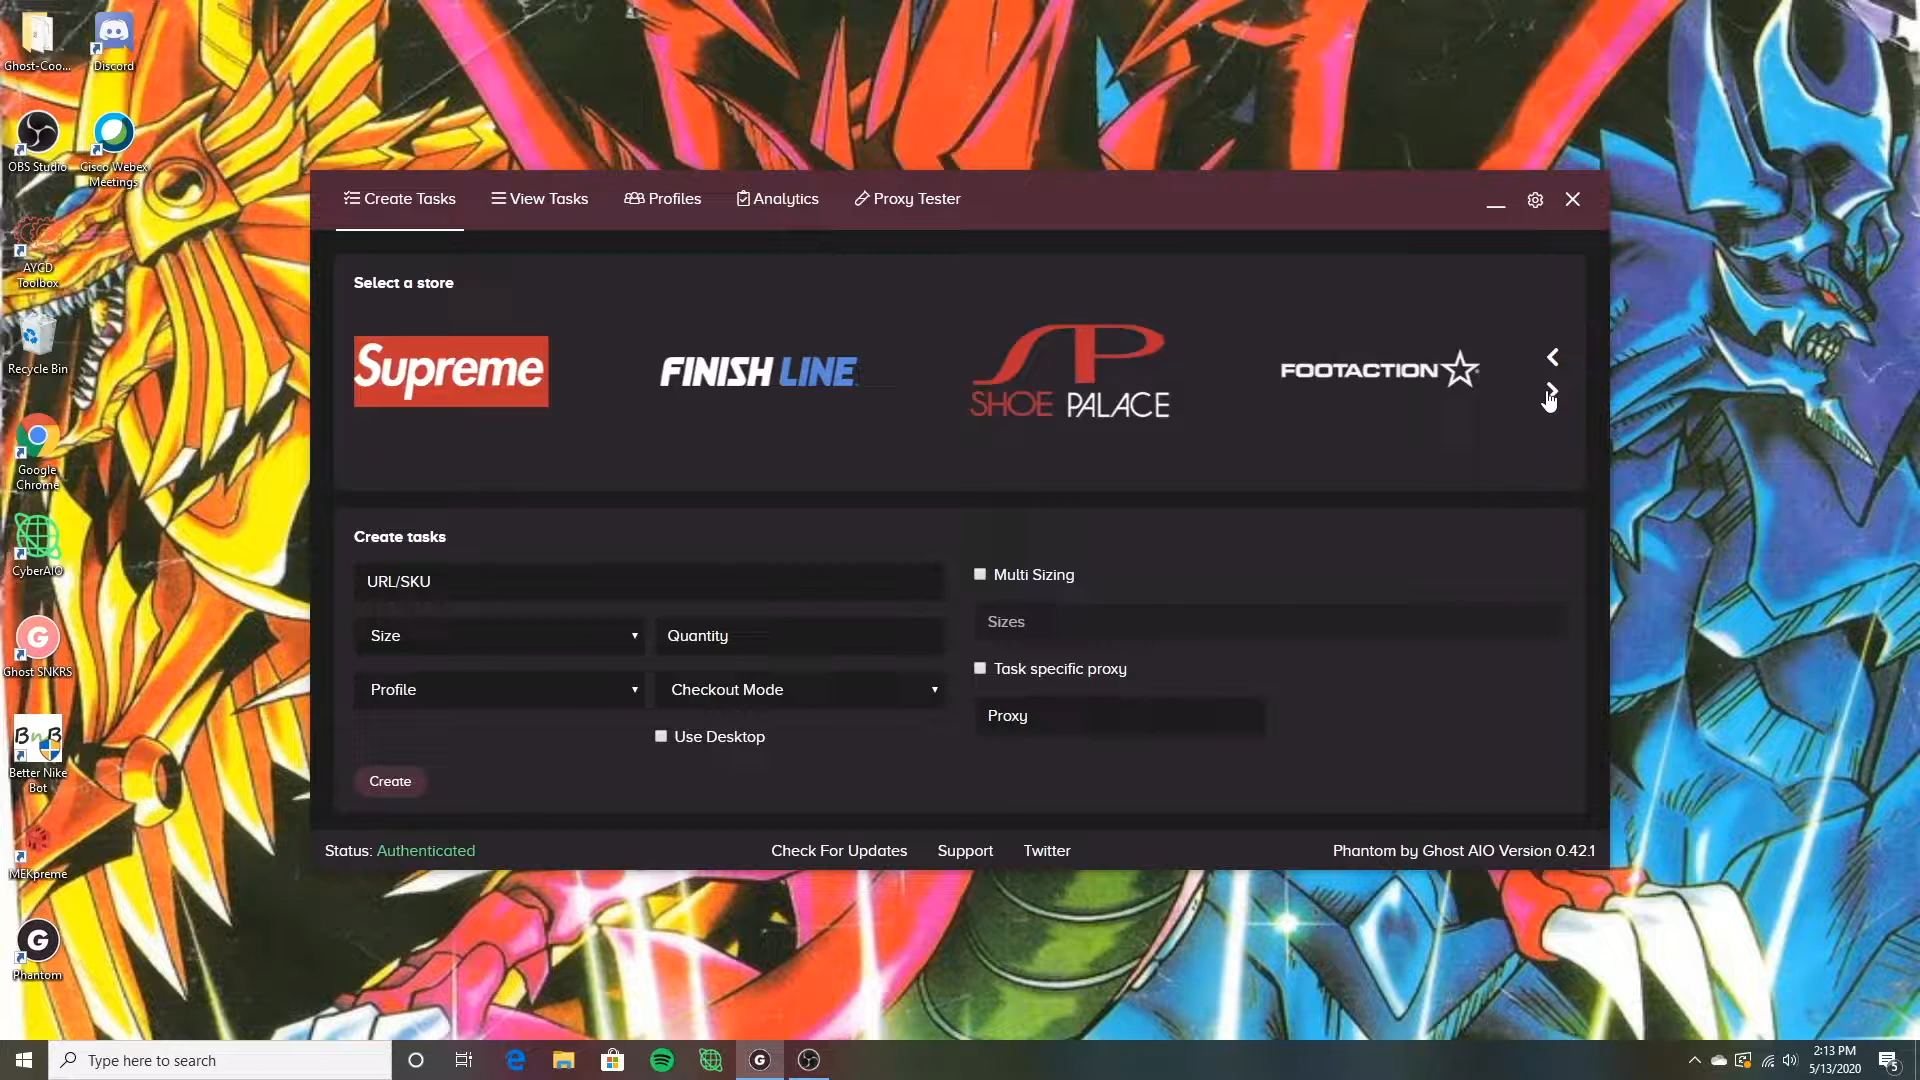 Ghost-Coo...
Discord
OBS Studio
Cisco Webex
Meetings
AYCD
Toolbox
Recycle Bin
Google
Chrome
CyberAIO
G
Ghost SNKRS
BnB
Better Nike
Bot
MEKpreme
G
Phantom
Create Tasks
View Tasks
Profiles
Analytics
Proxy Tester
Select a store
Supreme
FINISH LINE
SP
SHOE PALACE
FOOTACTION
Create tasks
URL/SKU
Size
Quantity
Profile
Checkout Mode
Use Desktop
Create
Multi Sizing
Sizes
Task specific proxy
Proxy
Status: Authenticated
Check For Updates
Support
Twitter
Phantom by Ghost AIO Version 0.42.1
Type here to search
G
2:13 PM
5/13/2020
5